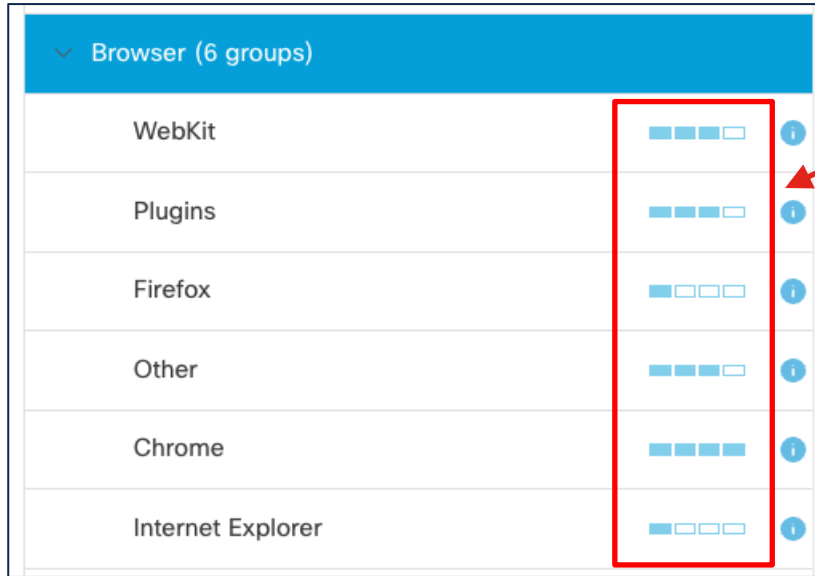 Browser (6 groups)
WebKit
Plugins
Firefox
Other
Chrome
Internet Explorer